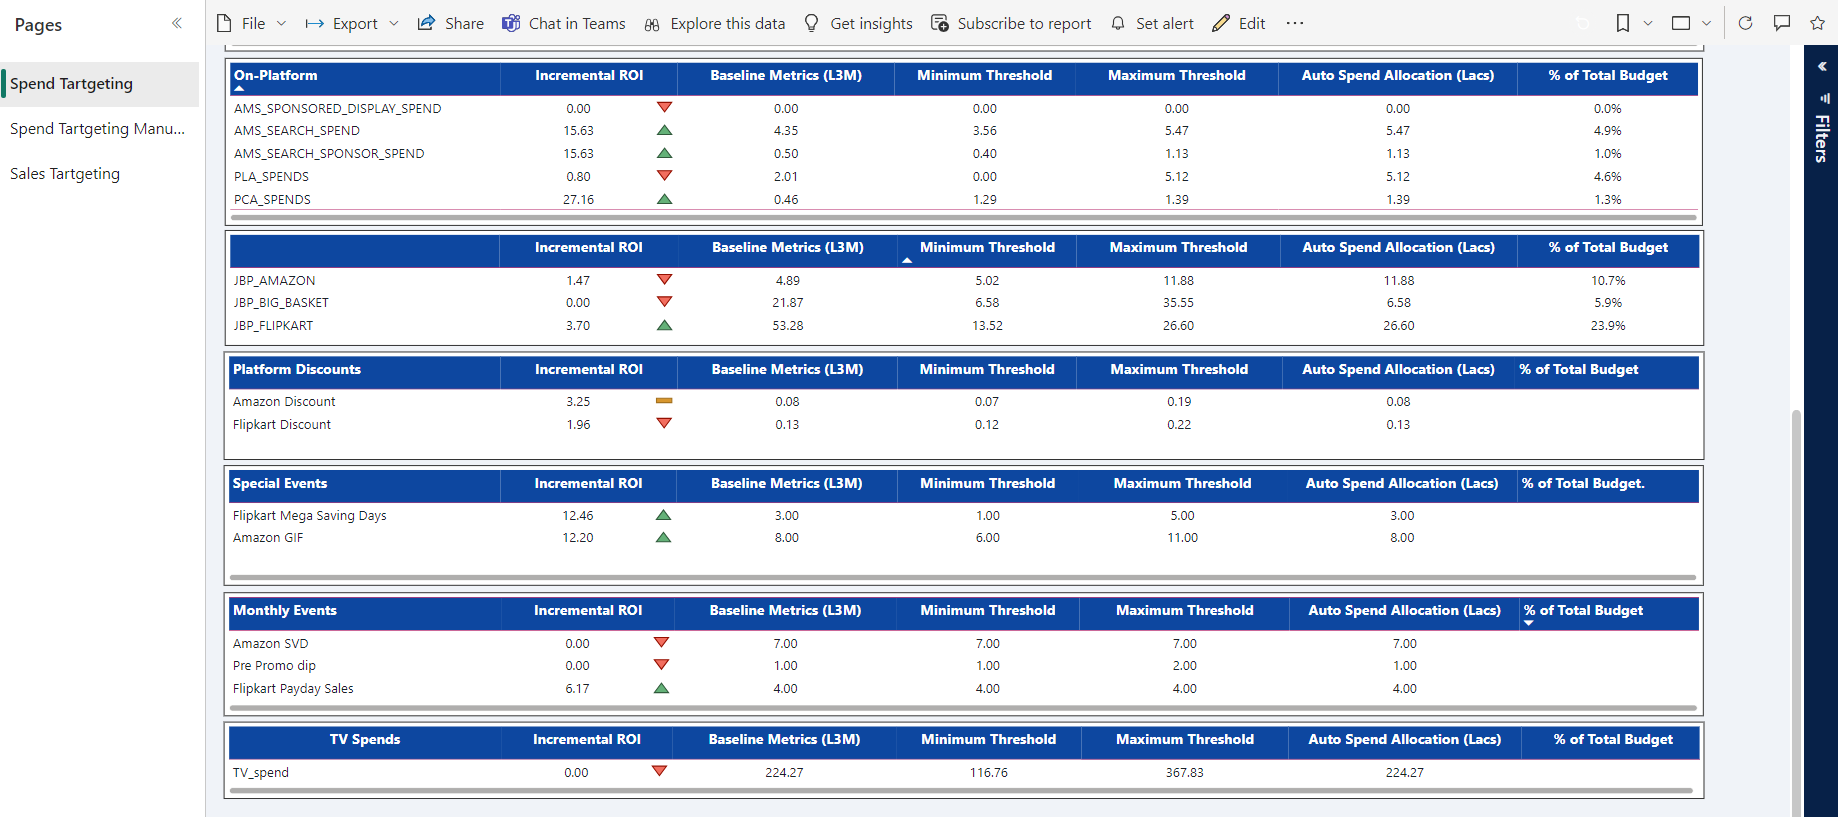 Pages
Spend Tartgeting
Spend Tartgeting Manu...
Sales Tartgeting
File Export Share Chat in Teams Explore this data Get insights Subscribe to report Set alert Edit ...
On-Platform Incremental ROI Baseline Metrics (L3M) Minimum Threshold Maximum Threshold Auto Spend Allocation (Lacs) % of Total Budget
AMS_SPONSORED_DISPLAY_SPEND 0.00 0.00 0.00 0.00 0.00 0.0%
AMS_SEARCH_SPEND 15.63 4.35 3.56 5.47 5.47 4.9%
AMS_SEARCH_SPONSOR_SPEND 15.63 0.50 0.40 1.13 1.13 1.0%
PLA_SPENDS 0.80 2.01 0.00 5.12 5.12 4.6%
PCA_SPENDS 27.16 0.46 1.29 1.39 1.39 1.3%
Incremental ROI Baseline Metrics (L3M) Minimum Threshold Maximum Threshold Auto Spend Allocation (Lacs) % of Total Budget
JBP_AMAZON 1.47 4.89 5.02 11.88 11.88 10.7%
JBP_BIG_BASKET 0.00 21.87 6.58 35.55 6.58 5.9%
JBP_FLIPKART 3.70 53.28 13.52 26.60 26.60 23.9%
Platform Discounts Incremental ROI Baseline Metrics (L3M) Minimum Threshold Maximum Threshold Auto Spend Allocation (Lacs) % of Total Budget
Amazon Discount 3.25 0.08 0.07 0.19 0.08
Flipkart Discount 1.96 0.13 0.12 0.22 0.13
Special Events Incremental ROI Baseline Metrics (L3M) Minimum Threshold Maximum Threshold Auto Spend Allocation (Lacs) % of Total Budget.
Flipkart Mega Saving Days 12.46 3.00 1.00 5.00 3.00
Amazon GIF 12.20 8.00 6.00 11.00 8.00
Monthly Events Incremental ROI Baseline Metrics (L3M) Minimum Threshold Maximum Threshold Auto Spend Allocation (Lacs) % of Total Budget
Amazon SVD 0.00 7.00 7.00 7.00 7.00
Pre Promo dip 0.00 1.00 1.00 2.00 1.00
Flipkart Payday Sales 6.17 4.00 4.00 4.00 4.00
TV Spends Incremental ROI Baseline Metrics (L3M) Minimum Threshold Maximum Threshold Auto Spend Allocation (Lacs) % of Total Budget
TV_spend 0.00 224.27 116.76 367.83 224.27
Filters